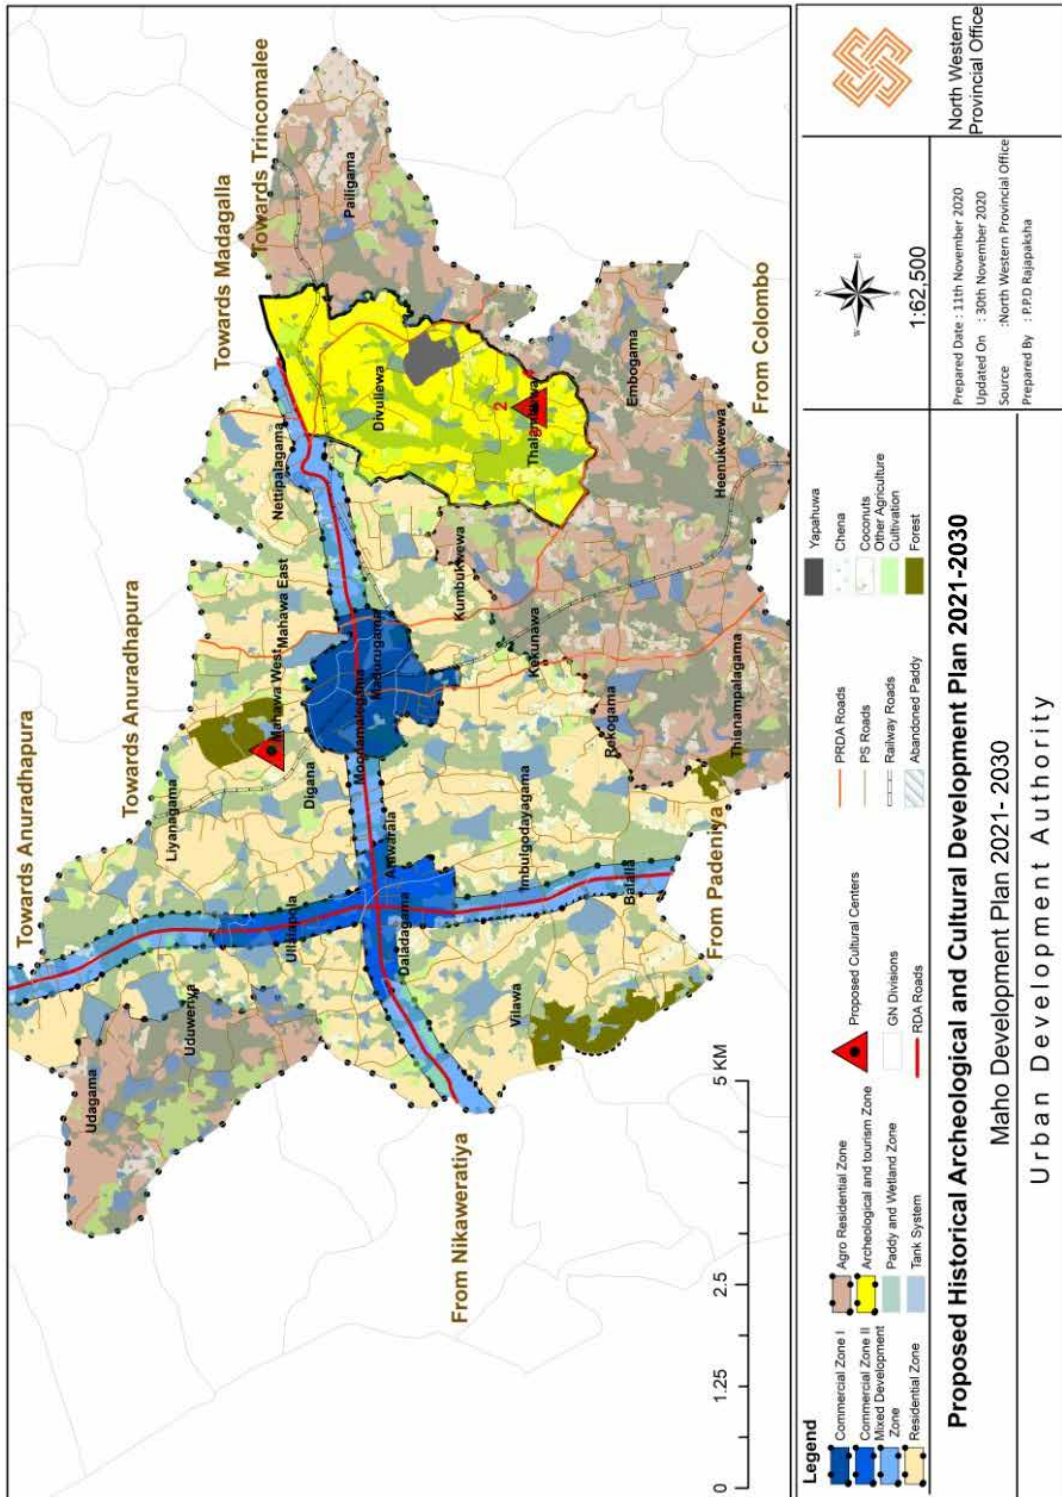 Towards Anuradhapura
Towards Anuradhapura
Towards Madagalla
Towards Trincomalee
From Nikaweratiya
From Padeniya
From Colombo
Udagama
Uduweriya
Liyanagama
Ullalapola
Digana
Mahawa West
Mahawa East
Nettipalagama
Divullewa
Pailigama
Moonamalegama
Madurugama
Daladagama
Vilawa
Imbulgodayagama
Balalla
Rekogama
Kekunawa
Kumbukwewa
2
Embogama
Heenukwewa
Thisnampalagama
0 1.25 2.5 5 KM
Legend
Commercial Zone I
Commercial Zone II
Mixed Development
Zone
Residential Zone
Agro Residential Zone
Archeological and tourism Zone
Paddy and Wetland Zone
Tank System
Proposed Cultural Centers
GN Divisions
RDA Roads
PRDA Roads
PS Roads
Railway Roads
Abandoned Paddy
Yapahuwa
Chena
Coconuts
Other Agriculture
Cultivation
Forest
Proposed Historical Archeological and Cultural Development Plan 2021-2030
Maho Development Plan 2021- 2030
Urban Development Authority
N
W
E
S
1:62,500
Prepared Date : 11th November 2020
Updated On : 30th November 2020
Source :North Western Provincial Office
Prepared By : P.P.D Rajapaksha
North Western
Provincial Office